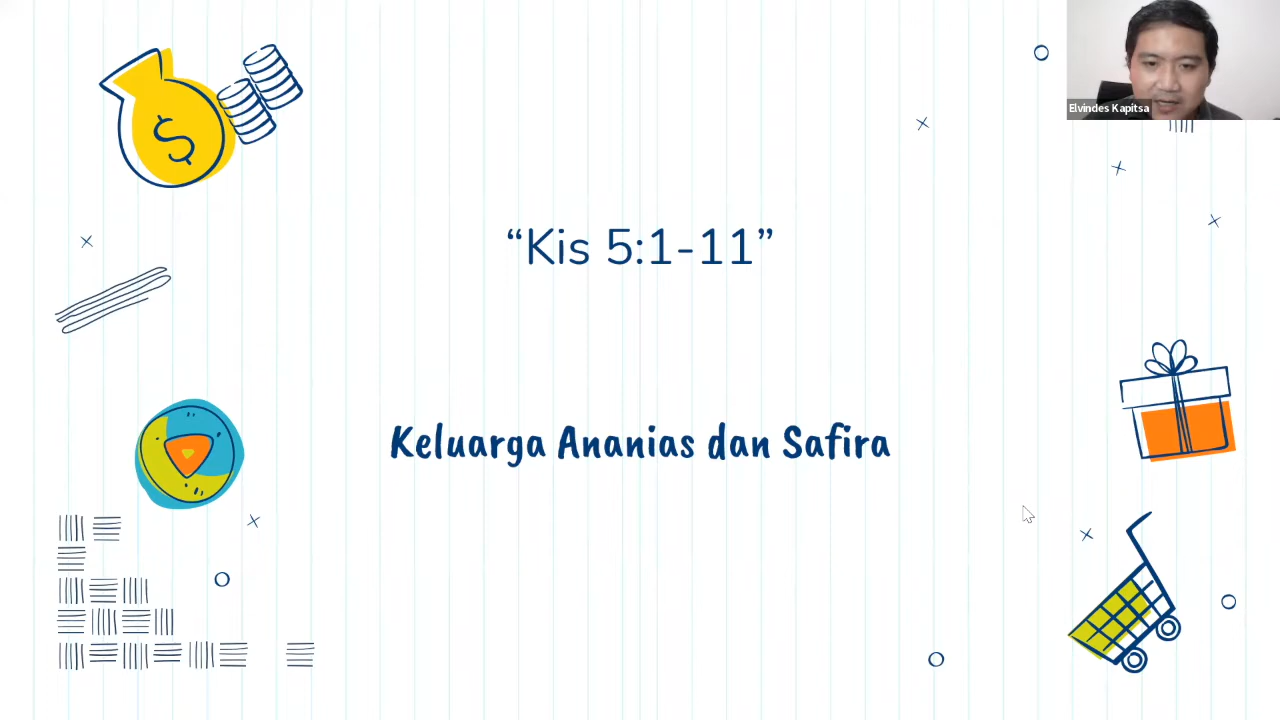 Elvindes Kapitsa
“Kis 5:1-11”
Keluarga Ananias dan Safira
$